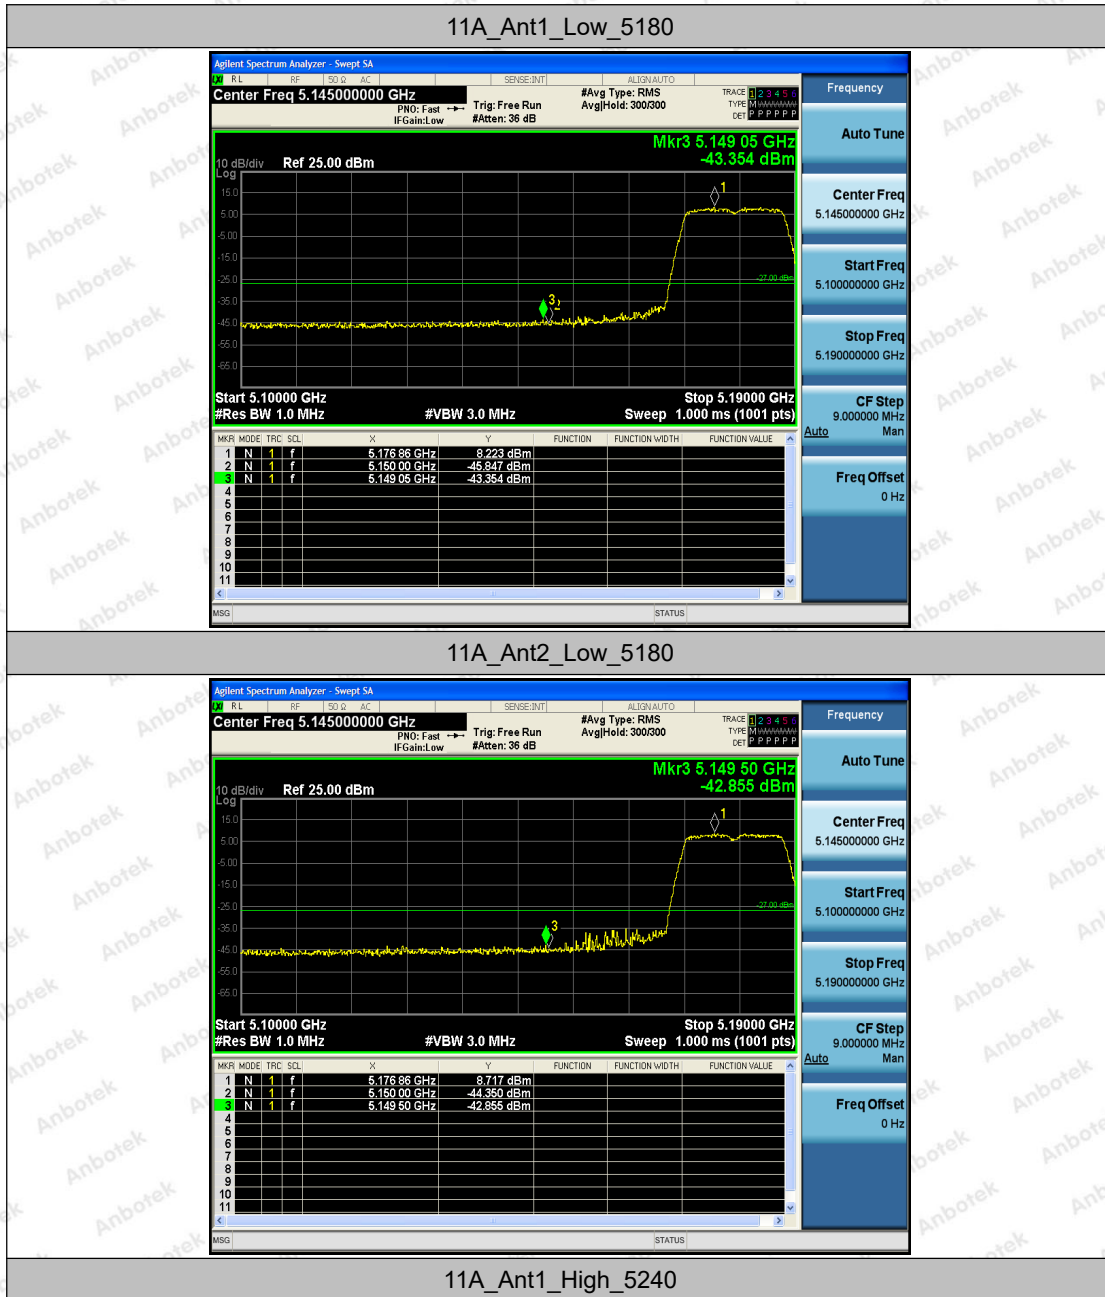 11A_Ant1_Low_5180
Agilent Spectrum Analyzer - Swept SA
LXI RL RF 50 Ω AC SENSE:INT ALIGNAUTO
Center Freq 5.145000000 GHz
PNO: Fast
IFGain:Low
Trig: Free Run
#Atten: 36 dB
#Avg Type: RMS
Avg|Hold: 300/300
TRACE 1 2 3 4 5 6
TYPE M WWWWW
DET P P P P P P
Mkr3 5.149 05 GHz
-43.354 dBm
10 dB/div Ref 25.00 dBm
Log
15.0
5.00
-5.00
-15.0
-25.0
-35.0
-45.0
-55.0
-65.0
1
-27.00 dBm
3
2
Start 5.10000 GHz Stop 5.19000 GHz
#Res BW 1.0 MHz #VBW 3.0 MHz Sweep 1.000 ms (1001 pts)
MKR MODE TRC SCL X Y FUNCTION FUNCTION WIDTH FUNCTION VALUE
1 N 1 f 5.176 86 GHz 8.223 dBm
2 N 1 f 5.150 00 GHz -45.847 dBm
3 N 1 f 5.149 05 GHz -43.354 dBm
4
5
6
7
8
9
10
11
MSG STATUS
Frequency
Auto Tune
Center Freq
5.145000000 GHz
Start Freq
5.100000000 GHz
Stop Freq
5.190000000 GHz
CF Step
9.000000 MHz
Auto Man
Freq Offset
0 Hz
11A_Ant2_Low_5180
Agilent Spectrum Analyzer - Swept SA
LXI RL RF 50 Ω AC SENSE:INT ALIGNAUTO
Center Freq 5.145000000 GHz
PNO: Fast
IFGain:Low
Trig: Free Run
#Atten: 36 dB
#Avg Type: RMS
Avg|Hold: 300/300
TRACE 1 2 3 4 5 6
TYPE M WWWWW
DET P P P P P P
Mkr3 5.149 50 GHz
-42.855 dBm
10 dB/div Ref 25.00 dBm
Log
15.0
5.00
-5.00
-15.0
-25.0
-35.0
-45.0
-55.0
-65.0
1
-27.00 dBm
3
Start 5.10000 GHz Stop 5.19000 GHz
#Res BW 1.0 MHz #VBW 3.0 MHz Sweep 1.000 ms (1001 pts)
MKR MODE TRC SCL X Y FUNCTION FUNCTION WIDTH FUNCTION VALUE
1 N 1 f 5.176 86 GHz 8.717 dBm
2 N 1 f 5.150 00 GHz -44.350 dBm
3 N 1 f 5.149 50 GHz -42.855 dBm
4
5
6
7
8
9
10
11
MSG STATUS
Frequency
Auto Tune
Center Freq
5.145000000 GHz
Start Freq
5.100000000 GHz
Stop Freq
5.190000000 GHz
CF Step
9.000000 MHz
Auto Man
Freq Offset
0 Hz
11A_Ant1_High_5240